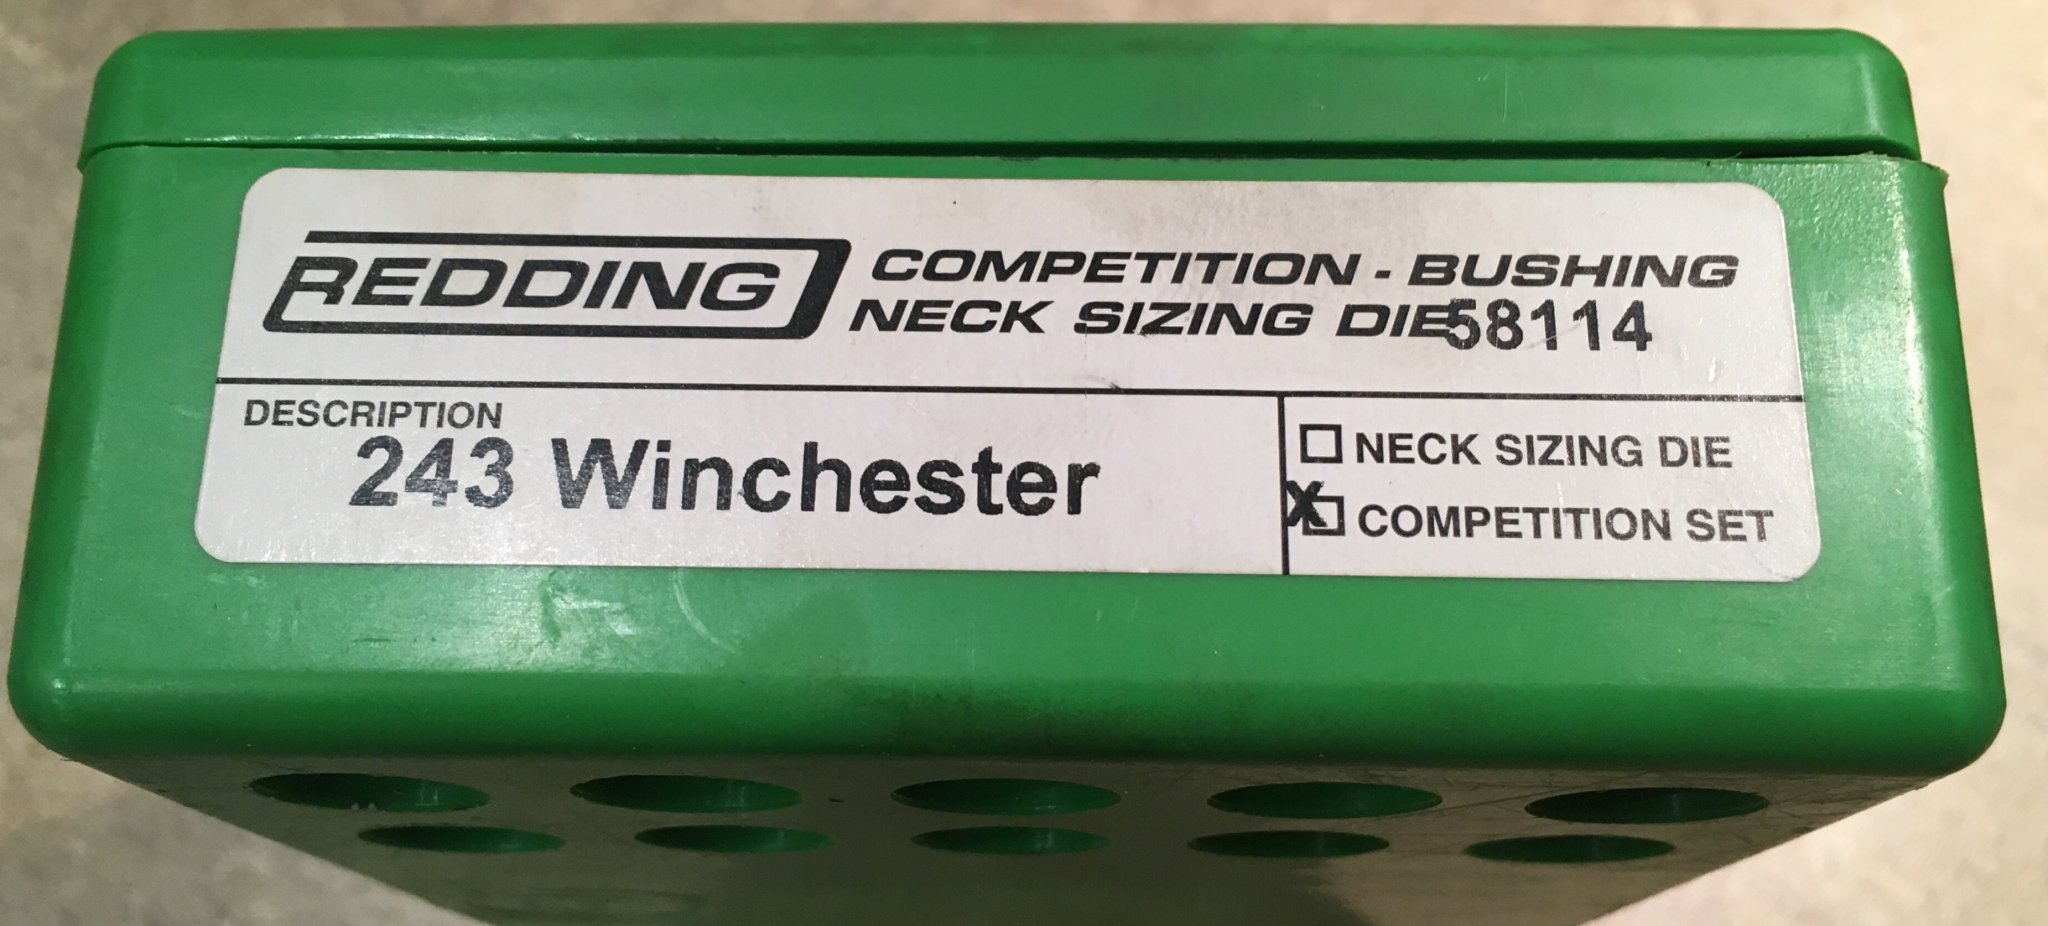 REDDING COMPETITION - BUSHING
NECK SIZING DIE 58114
DESCRIPTION
243 Winchester
NECK SIZING DIE
X COMPETITION SET